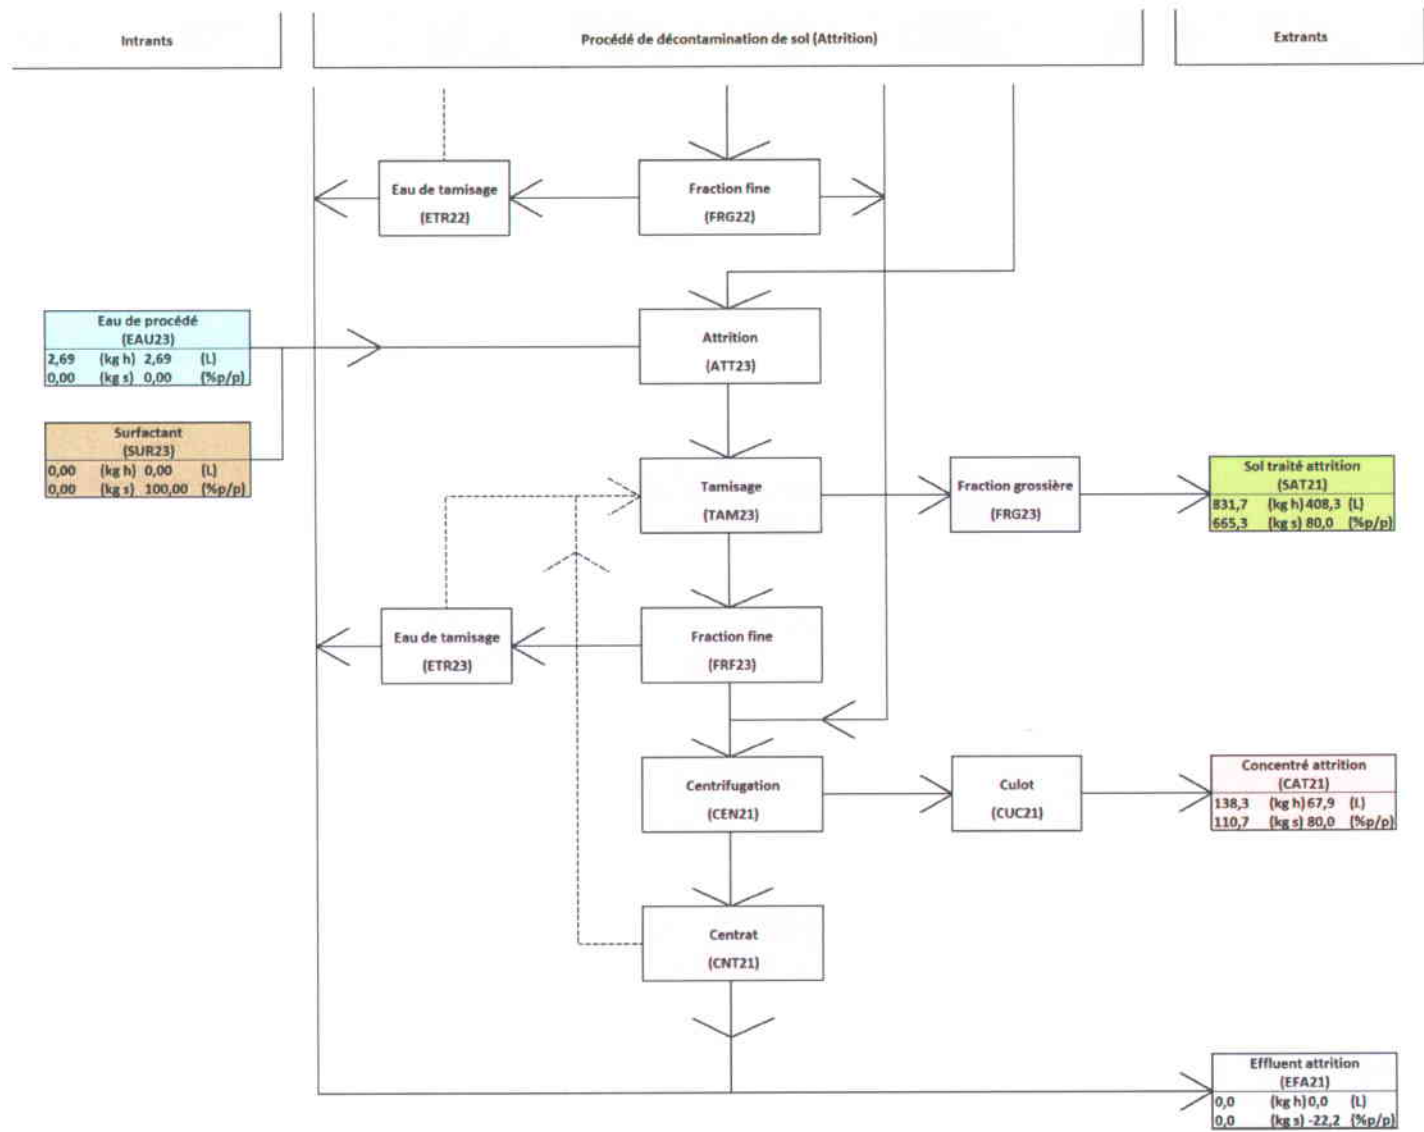 Intrants
Procédé de décontamination de sol (Attrition)
Extrants
Eau de tamisage
(ETR22)
Fraction fine
(FRG22)
Eau de procédé
(EAU23)
2,69 (kg h) 2,69 (L)
0,00 (kg s) 0,00 (%p/p)
Attrition
(ATT23)
Surfactant
(SUR23)
0,00 (kg h) 0,00 (L)
0,00 (kg s) 100,00 (%p/p)
Tamisage
(TAM23)
Fraction grossière
(FRG23)
Sol traité attrition
(SAT21)
831,7 (kg h) 408,3 (L)
665,3 (kg s) 80,0 (%p/p)
Eau de tamisage
(ETR23)
Fraction fine
(FRF23)
Centrifugation
(CEN21)
Culot
(CUC21)
Concentré attrition
(CAT21)
138,3 (kg h) 67,9 (L)
110,7 (kg s) 80,0 (%p/p)
Centrat
(CNT21)
Effluent attrition
(EFA21)
0,0 (kg h) 0,0 (L)
0,0 (kg s) -22,2 (%p/p)